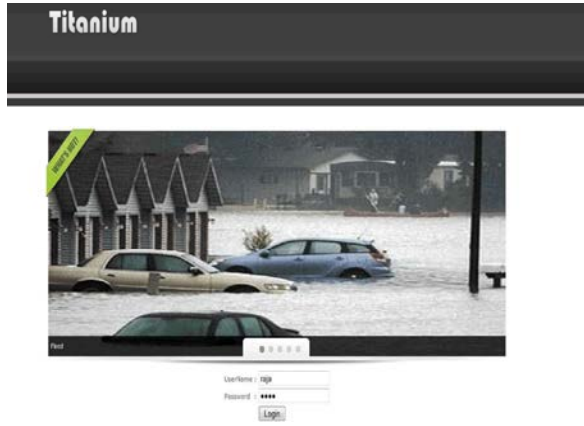 Titanium
WHAT'S HOT?
Flood
UserName : raja
Password : ••••
Login